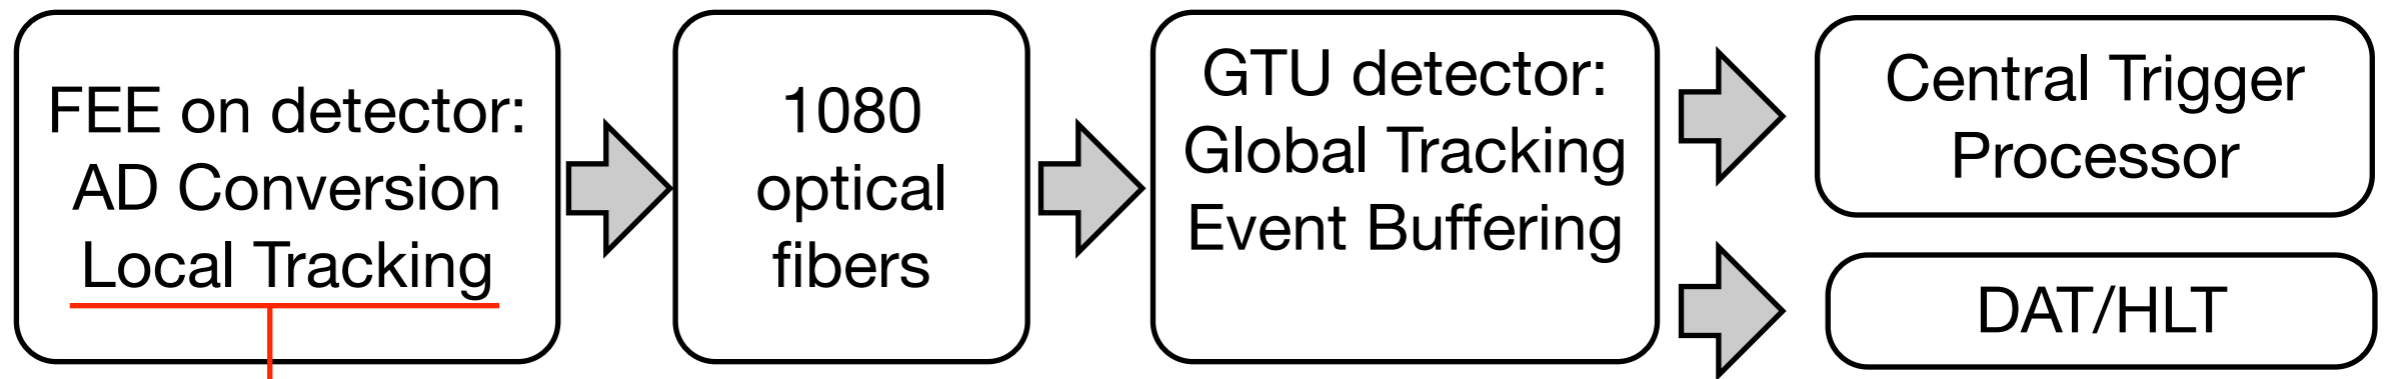 FEE on detector:
AD Conversion
Local Tracking
1080
optical
fibers
GTU detector:
Global Tracking
Event Buffering
Central Trigger
Processor
DAT/HLT